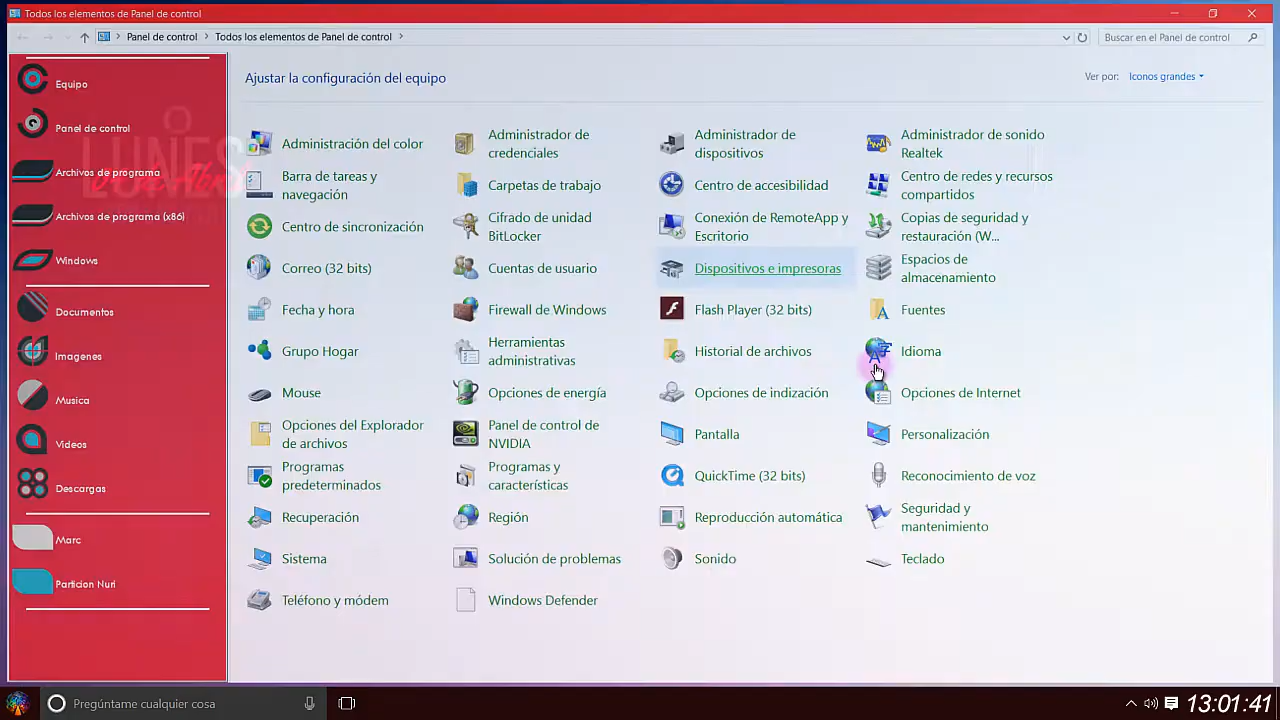 Todos los elementos de Panel de control
Panel de control
Todos los elementos de Panel de control
Buscar en el Panel de control
Equipo
Panel de control
Archivos de programa
Archivos de programa (x86)
Windows
Documentos
Imagenes
Musica
Videos
Descargas
Marc
Particion Nuri
LUNES
Ajustar la configuración del equipo
Ver por:
Iconos grandes
Administración del color
Administrador de
credenciales
Administrador de
dispositivos
Administrador de sonido
Realtek
Barra de tareas y
navegación
Carpetas de trabajo
Centro de accesibilidad
Centro de redes y recursos
compartidos
Centro de sincronización
Cifrado de unidad
BitLocker
Conexión de RemoteApp y
Escritorio
Copias de seguridad y
restauración (W...
Correo (32 bits)
Cuentas de usuario
Dispositivos e impresoras
Espacios de
almacenamiento
Fecha y hora
Firewall de Windows
Flash Player (32 bits)
Fuentes
Grupo Hogar
Herramientas
administrativas
Historial de archivos
Idioma
Mouse
Opciones de energía
Opciones de indización
Opciones de Internet
Opciones del Explorador
de archivos
Panel de control de
NVIDIA
Pantalla
Personalización
Programas
predeterminados
Programas y
características
QuickTime (32 bits)
Reconocimiento de voz
Recuperación
Región
Reproducción automática
Seguridad y
mantenimiento
Sistema
Solución de problemas
Sonido
Teclado
Teléfono y módem
Windows Defender
Pregúntame cualquier cosa
13:01:41